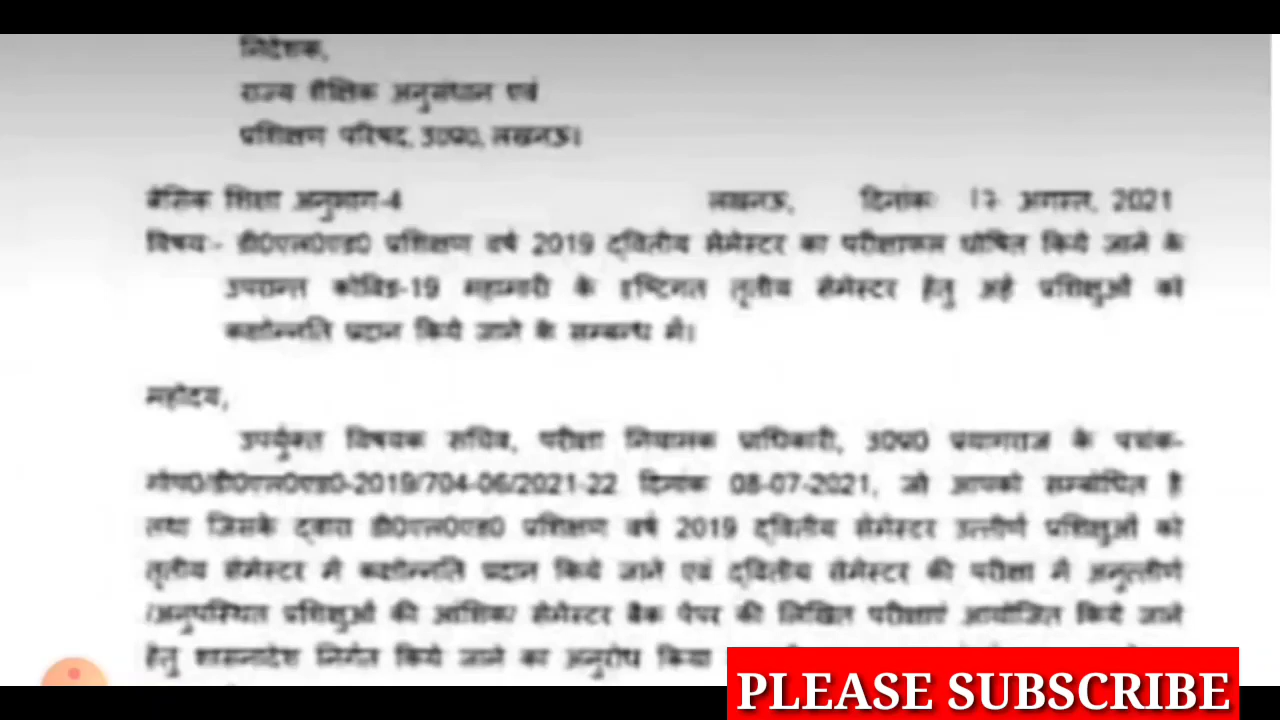 निदेशक,
राज्य शैक्षिक अनुसंधान एवं
प्रशिक्षण परिषद, उ0प्र0, लखनऊ।
बेसिक शिक्षा अनुभाग-4 लखनऊ, दिनांकः अगस्त, 2021
विषय:- डी0एल0एड0 प्रशिक्षण वर्ष 2019 द्वितीय सेमेस्टर का परीक्षाफल घोषित किये जाने के
उपरान्त कोविड-19 महामारी के दृष्टिगत तृतीय सेमेस्टर हेतु अर्ह प्रशिक्षुओं को
कक्षोन्नति प्रदान किये जाने के सम्बन्ध में।
महोदय,
उपर्युक्त विषयक सचिव, परीक्षा नियामक प्राधिकारी, उ0प्र0 प्रयागराज के पत्रांक-
गोप0/डी0एल0एड0-2019/704-06/2021-22 दिनांक 08-07-2021, जो आपको सम्बोधित है
तथा जिसके द्वारा डी0एल0एड0 प्रशिक्षण वर्ष 2019 द्वितीय सेमेस्टर उत्तीर्ण प्रशिक्षुओं को
तृतीय सेमेस्टर में कक्षोन्नति प्रदान किये जाने एवं द्वितीय सेमेस्टर की परीक्षा में अनुत्तीर्ण
/अनुपस्थित प्रशिक्षुओं की आंशिक/ सेमेस्टर बैक पेपर की लिखित परीक्षाएं आयोजित किये जाने
हेतु शासनादेश निर्गत किये जाने का अनुरोध किया
PLEASE SUBSCRIBE